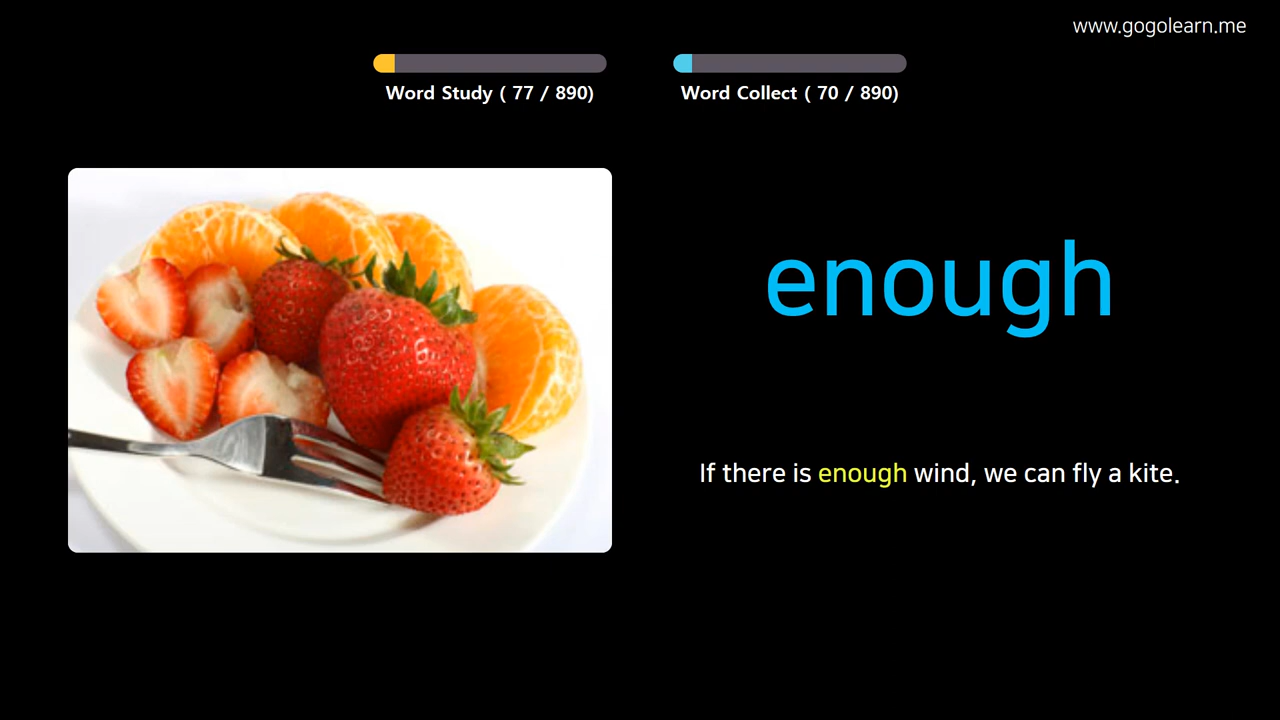 www.gogolearn.me
Word Study ( 77 / 890)
Word Collect ( 70 / 890)
enough
If there is enough wind, we can fly a kite.